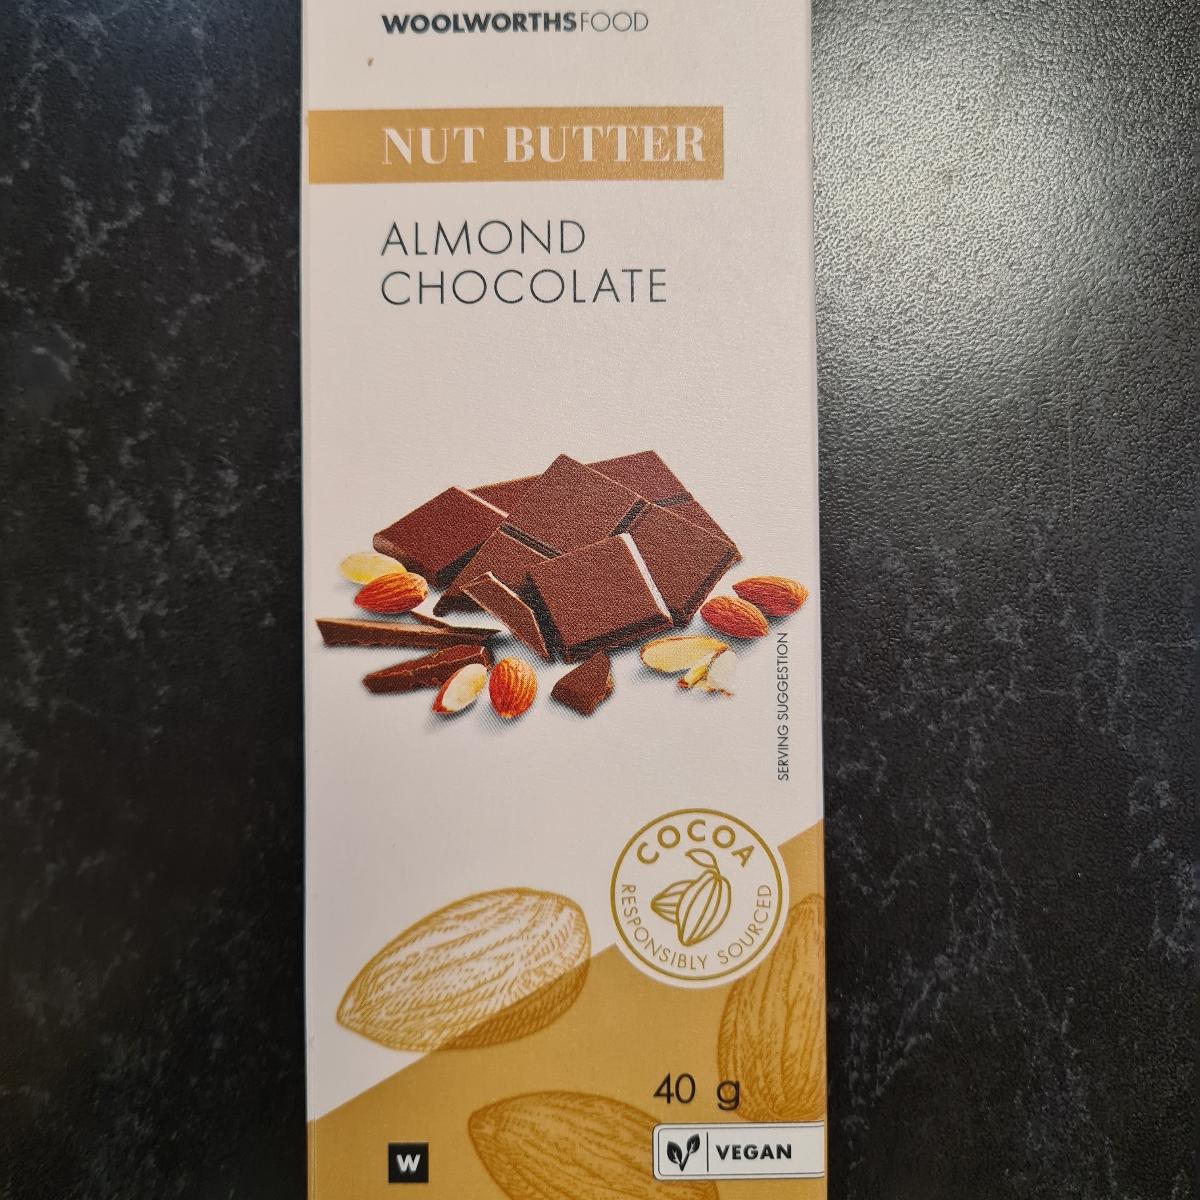 WOOLWORTHSFOOD
NUT BUTTER
ALMOND
CHOCOLATE
SERVING SUGGESTION
COCOA
RESPONSIBLY SOURCED
40 g
W
VEGAN